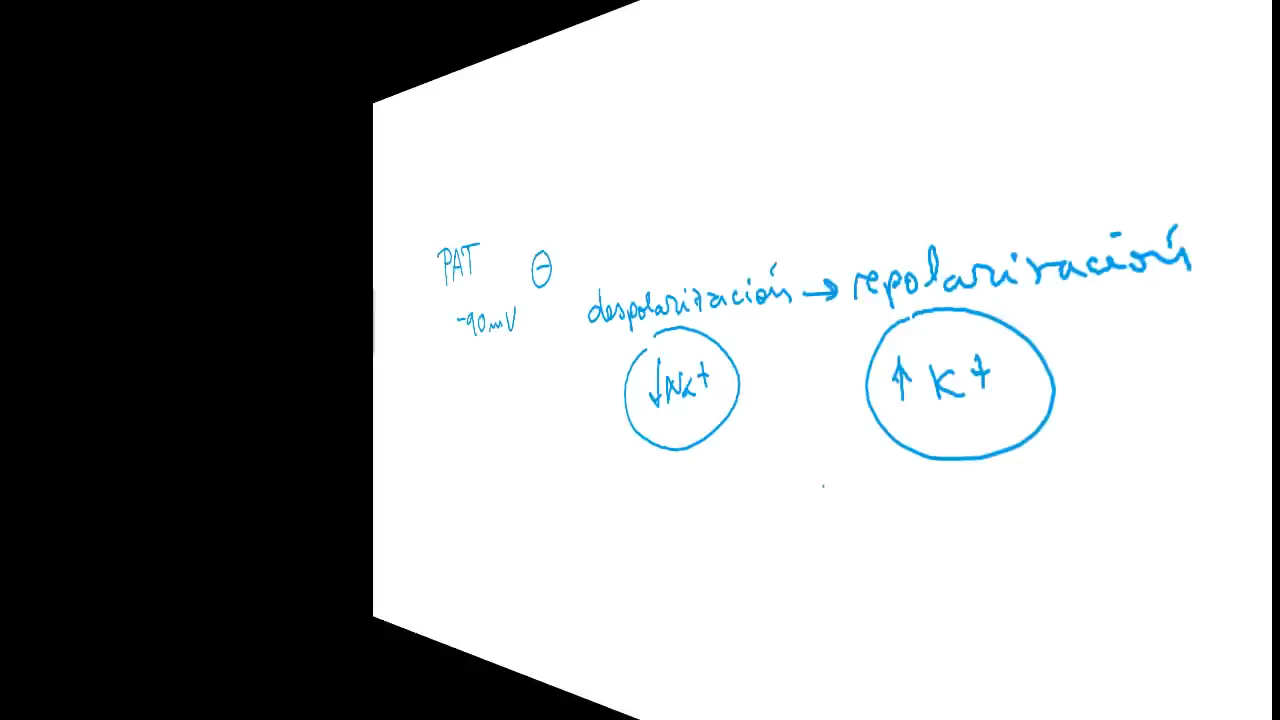 PAT ⊖
-90mV
despolarización → repolarización
↓ Na+
↑ K+